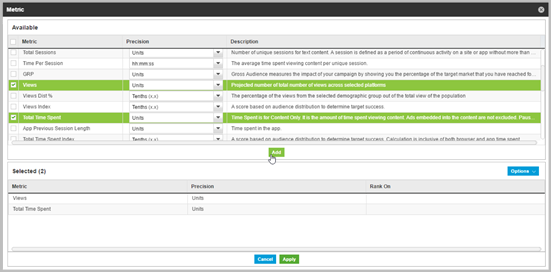 Metric
Available
Metric Precision Description
Total Sessions Units Number of unique sessions for text content. A session is defined as a period of continuous activity on a site or app without more than ...
Time Per Session hh:mm:ss The average time spent viewing content per unique session.
GRP Units Gross Audience measures the impact of your campaign by showing you the percentage of the target market that you have reached fo...
Views Units Projected number of total number of views across selected platforms
Views Dist % Tenths (x.x) The percentage of the views from the selected demographic group out of the total view of the population
Views Index Tenths (x.x) A score based on audience distribution to determine target success.
Total Time Spent Units Time Spent is for Content Only. It is the amount of time spent viewing content. Ads embedded into the content are not excluded. Paus...
App Previous Session Length Units Time spent in the app.
Total Time Spent Index Tenths (x.x) A score based on audience distribution to determine target success. Calculation is inclusive of both browser and app time spent
Add
Selected (2) Options
Metric Precision Rank On
Views Units
Total Time Spent Units
Cancel Apply